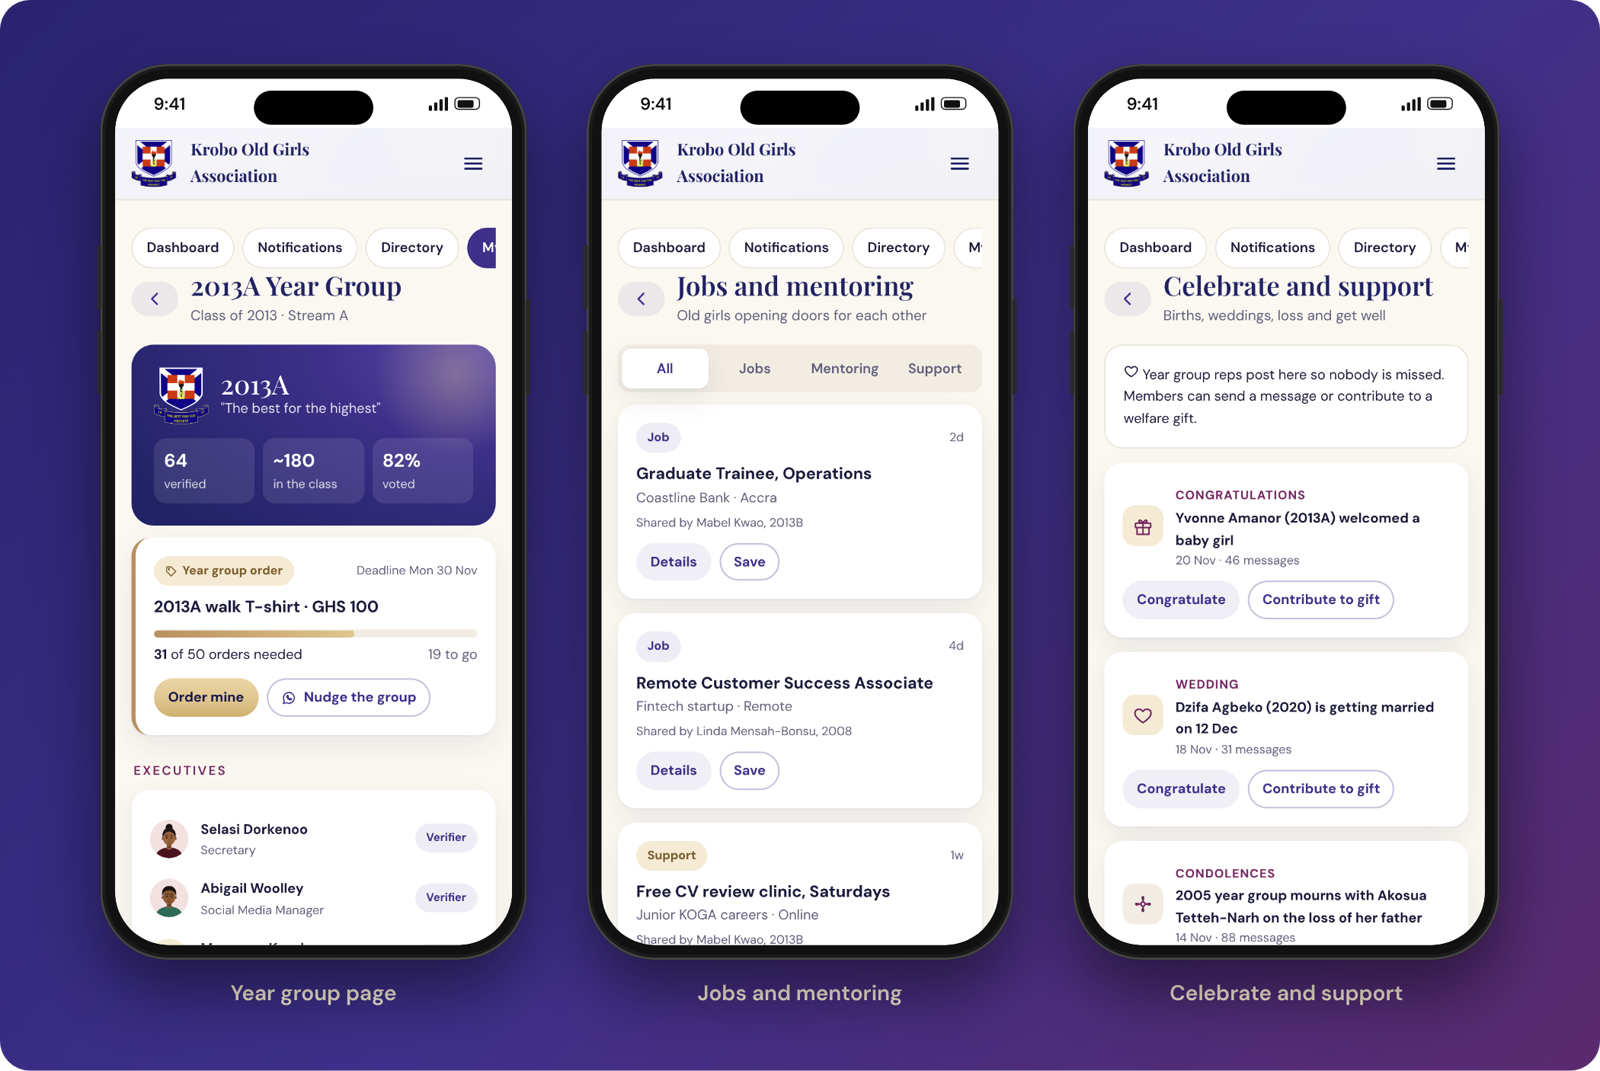 9:41
Krobo Old Girls
Association
Dashboard
Notifications
Directory
My
2013A Year Group
Class of 2013 · Stream A
2013A
"The best for the highest"
64
verified
~180
in the class
82%
voted
Year group order
Deadline Mon 30 Nov
2013A walk T-shirt · GHS 100
31 of 50 orders needed
19 to go
Order mine
Nudge the group
EXECUTIVES
Selasi Dorkenoo
Secretary
Verifier
Abigail Woolley
Social Media Manager
Verifier
Year group page
9:41
Krobo Old Girls
Association
Dashboard
Notifications
Directory
My
Jobs and mentoring
Old girls opening doors for each other
All
Jobs
Mentoring
Support
Job
2d
Graduate Trainee, Operations
Coastline Bank · Accra
Shared by Mabel Kwao, 2013B
Details
Save
Job
4d
Remote Customer Success Associate
Fintech startup · Remote
Shared by Linda Mensah-Bonsu, 2008
Details
Save
Support
1w
Free CV review clinic, Saturdays
Junior KOGA careers · Online
Shared by Mabel Kwao, 2013B
Jobs and mentoring
9:41
Krobo Old Girls
Association
Dashboard
Notifications
Directory
My
Celebrate and support
Births, weddings, loss and get well
Year group reps post here so nobody is missed.
Members can send a message or contribute to a
welfare gift.
CONGRATULATIONS
Yvonne Amanor (2013A) welcomed a
baby girl
20 Nov · 46 messages
Congratulate
Contribute to gift
WEDDING
Dzifa Agbeko (2020) is getting married
on 12 Dec
18 Nov · 31 messages
Congratulate
Contribute to gift
CONDOLENCES
2005 year group mourns with Akosua
Tetteh-Narh on the loss of her father
14 Nov · 88 messages
Celebrate and support